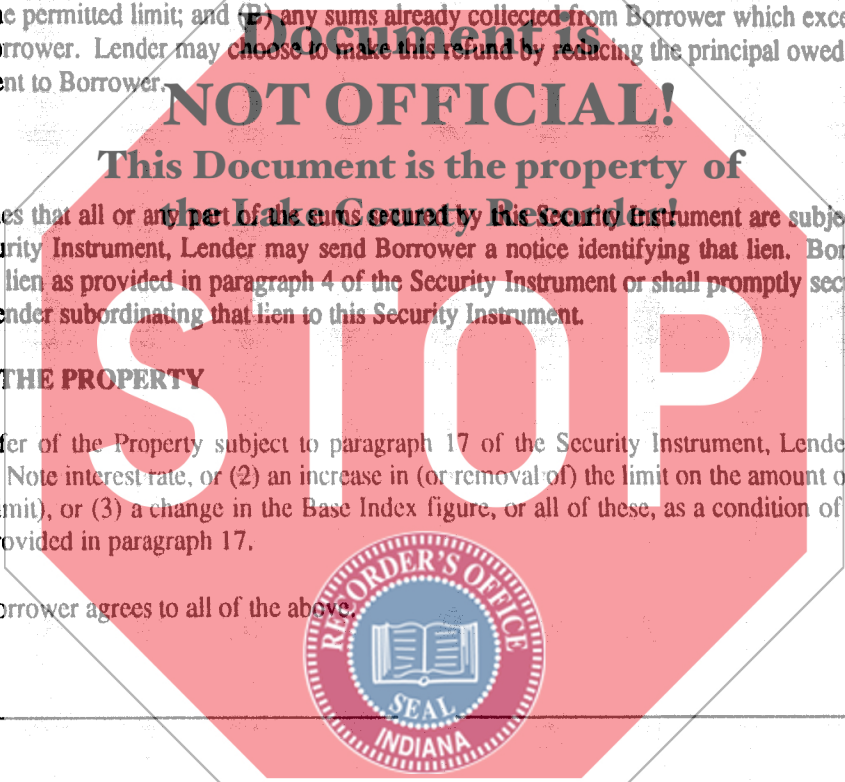 e permitted limit; and (B) any sums already collected from Borrower which exce
Document is
rrower. Lender may choose to make this refund by reducing the principal owed
ent to Borrower.
NOT OFFICIAL!
This Document is the property of
the Lake County Recorder!
es that all or any part of the sums secured by this Security Instrument are subje
urity Instrument, Lender may send Borrower a notice identifying that lien. Bor
lien as provided in paragraph 4 of the Security Instrument or shall promptly secu
ender subordinating that lien to this Security Instrument.
STOP
THE PROPERTY
fer of the Property subject to paragraph 17 of the Security Instrument, Lende
Note interest rate, or (2) an increase in (or removal of) the limit on the amount o
mit), or (3) a change in the Base Index figure, or all of these, as a condition of
ovided in paragraph 17.
orrower agrees to all of the above.
RECORDER'S OFFICE
SEAL
INDIANA